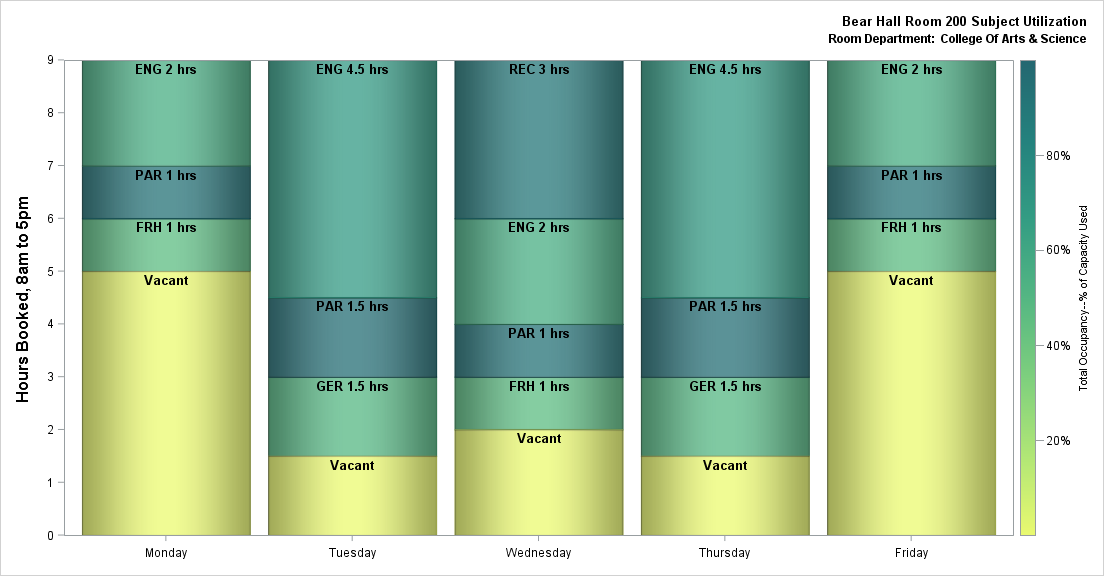 Bear Hall Room 200 Subject Utilization
Room Department: College Of Arts & Science
Hours Booked, 8am to 5pm
9
8
7
6
5
4
3
2
1
0
ENG 2 hrs
PAR 1 hrs
FRH 1 hrs
Vacant
Monday
ENG 4.5 hrs
PAR 1.5 hrs
GER 1.5 hrs
Vacant
Tuesday
REC 3 hrs
ENG 2 hrs
PAR 1 hrs
FRH 1 hrs
Vacant
Wednesday
ENG 4.5 hrs
PAR 1.5 hrs
GER 1.5 hrs
Vacant
Thursday
ENG 2 hrs
PAR 1 hrs
FRH 1 hrs
Vacant
Friday
80%
60%
40%
20%
Total Occupancy--% of Capacity Used